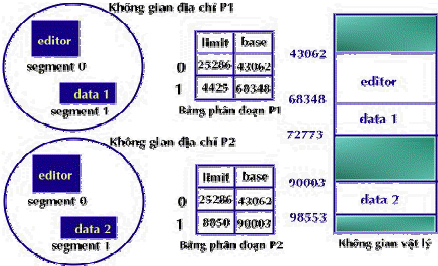 Không gian địa chỉ P1
editor
segment 0
data 1
segment 1
limit base
0 25286 43062
1 4425 68348
Bảng phân đoạn P1
Không gian địa chỉ P2
editor
segment 0
data 2
segment 1
limit base
0 25286 43062
1 8850 90003
Bảng phân đoạn P2
43062
editor
68348
data 1
72773
90003
data 2
98553
Không gian vật lý